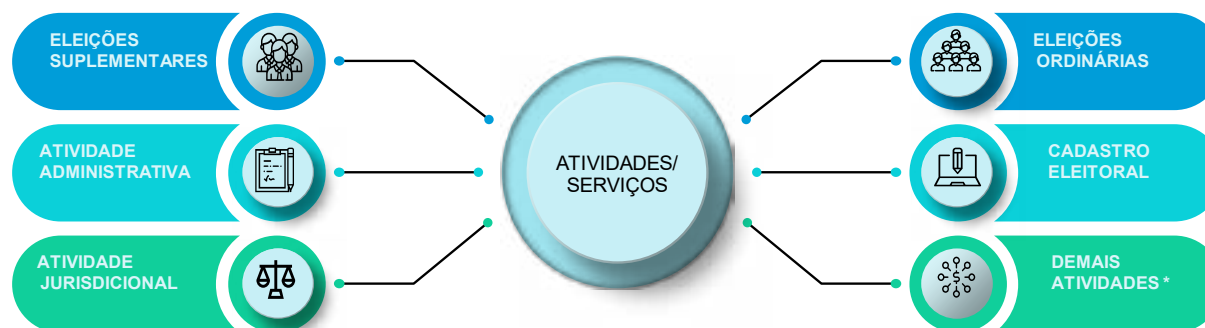 ELEIÇÕES
SUPLEMENTARES
ATIVIDADE
ADMINISTRATIVA
ATIVIDADE
JURISDICIONAL
ATIVIDADES/
SERVIÇOS
ELEIÇÕES
ORDINÁRIAS
CADASTRO
ELEITORAL
DEMAIS
ATIVIDADES *